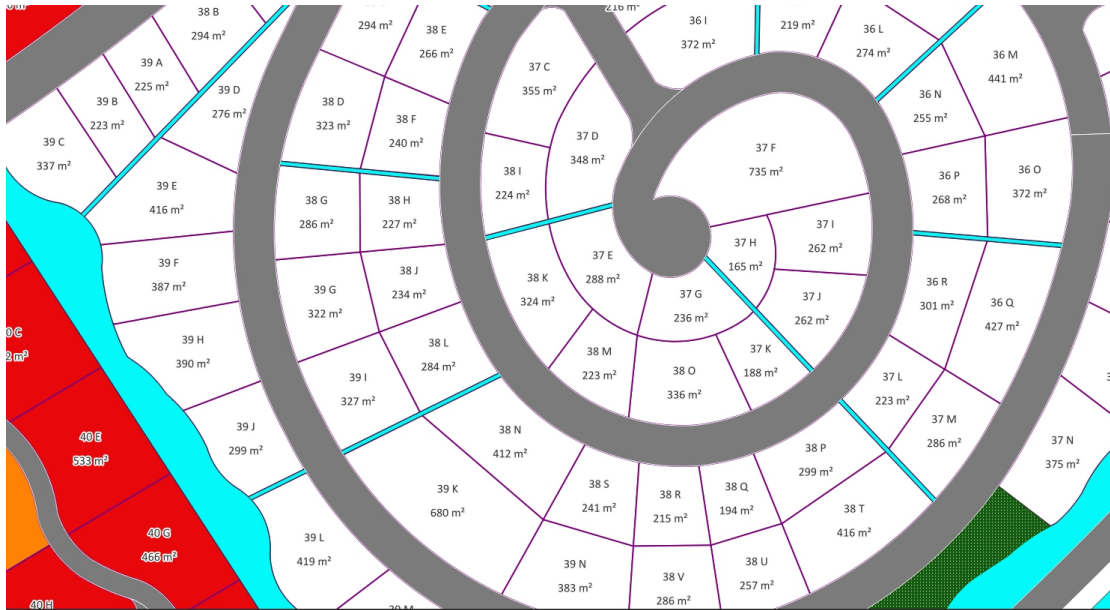 38 B
294 m²
294 m²
38 E
266 m²
216 m²
36 I
372 m²
219 m²
36 L
274 m²
36 M
441 m²
39 A
225 m²
39 B
223 m²
39 C
337 m²
39 D
276 m²
38 D
323 m²
38 F
240 m²
37 C
355 m²
37 D
348 m²
37 F
735 m²
36 N
255 m²
36 P
268 m²
36 O
372 m²
39 E
416 m²
38 G
286 m²
38 H
227 m²
38 I
224 m²
37 E
288 m²
37 H
165 m²
37 I
262 m²
39 F
387 m²
39 G
322 m²
38 J
234 m²
38 K
324 m²
37 G
236 m²
37 J
262 m²
36 R
301 m²
36 Q
427 m²
39 H
390 m²
39 I
327 m²
38 L
284 m²
38 M
223 m²
38 O
336 m²
37 K
188 m²
37 L
223 m²
37 M
286 m²
37 N
375 m²
39 J
299 m²
40 E
533 m²
38 N
412 m²
39 K
680 m²
38 S
241 m²
38 R
215 m²
38 Q
194 m²
38 P
299 m²
38 T
416 m²
40 G
466 m²
39 L
419 m²
39 N
383 m²
38 V
286 m²
38 U
257 m²
40 H
39 M